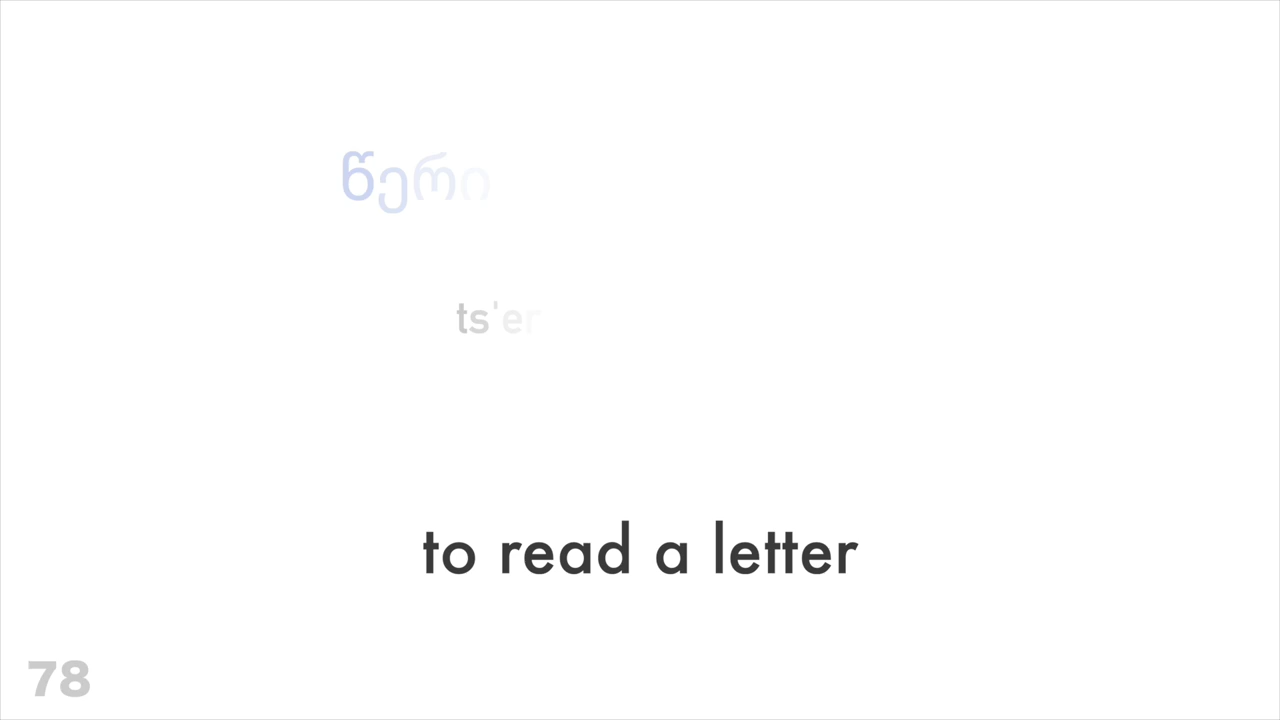 წერი
ts'er
to read a letter
78